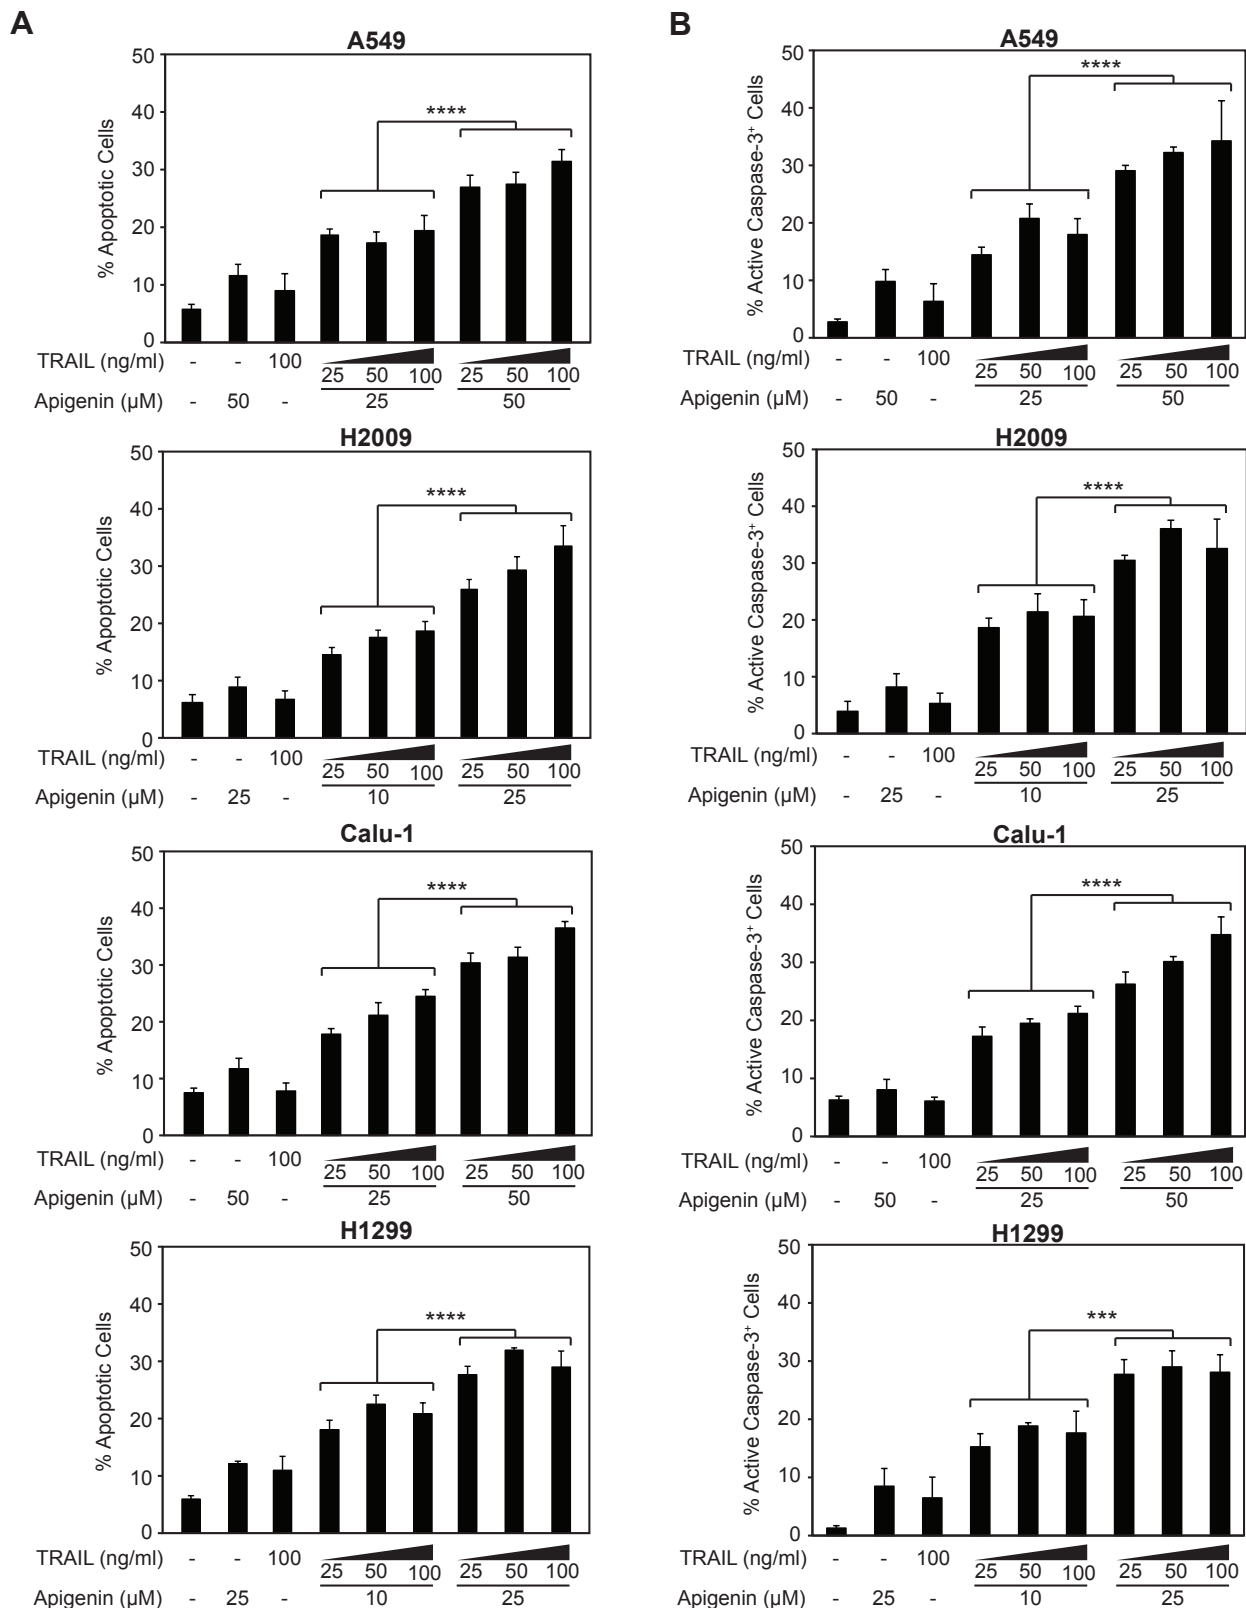 A
A549
% Apoptotic Cells
50
40
30
20
10
0
****
TRAIL (ng/ml) - - 100 25 50 100 25 50 100
Apigenin (µM) - 50 - 25 50
H2009
% Apoptotic Cells
50
40
30
20
10
0
****
TRAIL (ng/ml) - - 100 25 50 100 25 50 100
Apigenin (µM) - 25 - 10 25
Calu-1
% Apoptotic Cells
50
40
30
20
10
0
****
TRAIL (ng/ml) - - 100 25 50 100 25 50 100
Apigenin (µM) - 50 - 25 50
H1299
% Apoptotic Cells
50
40
30
20
10
0
****
TRAIL (ng/ml) - - 100 25 50 100 25 50 100
Apigenin (µM) - 25 - 10 25
B
A549
% Active Caspase-3⁺ Cells
50
40
30
20
10
0
****
TRAIL (ng/ml) - - 100 25 50 100 25 50 100
Apigenin (µM) - 50 - 25 50
H2009
% Active Caspase-3⁺ Cells
50
40
30
20
10
0
****
TRAIL (ng/ml) - - 100 25 50 100 25 50 100
Apigenin (µM) - 25 - 10 25
Calu-1
% Active Caspase-3⁺ Cells
50
40
30
20
10
0
****
TRAIL (ng/ml) - - 100 25 50 100 25 50 100
Apigenin (µM) - 50 - 25 50
H1299
% Active Caspase-3⁺ Cells
50
40
30
20
10
0
***
TRAIL (ng/ml) - - 100 25 50 100 25 50 100
Apigenin (µM) - 25 - 10 25